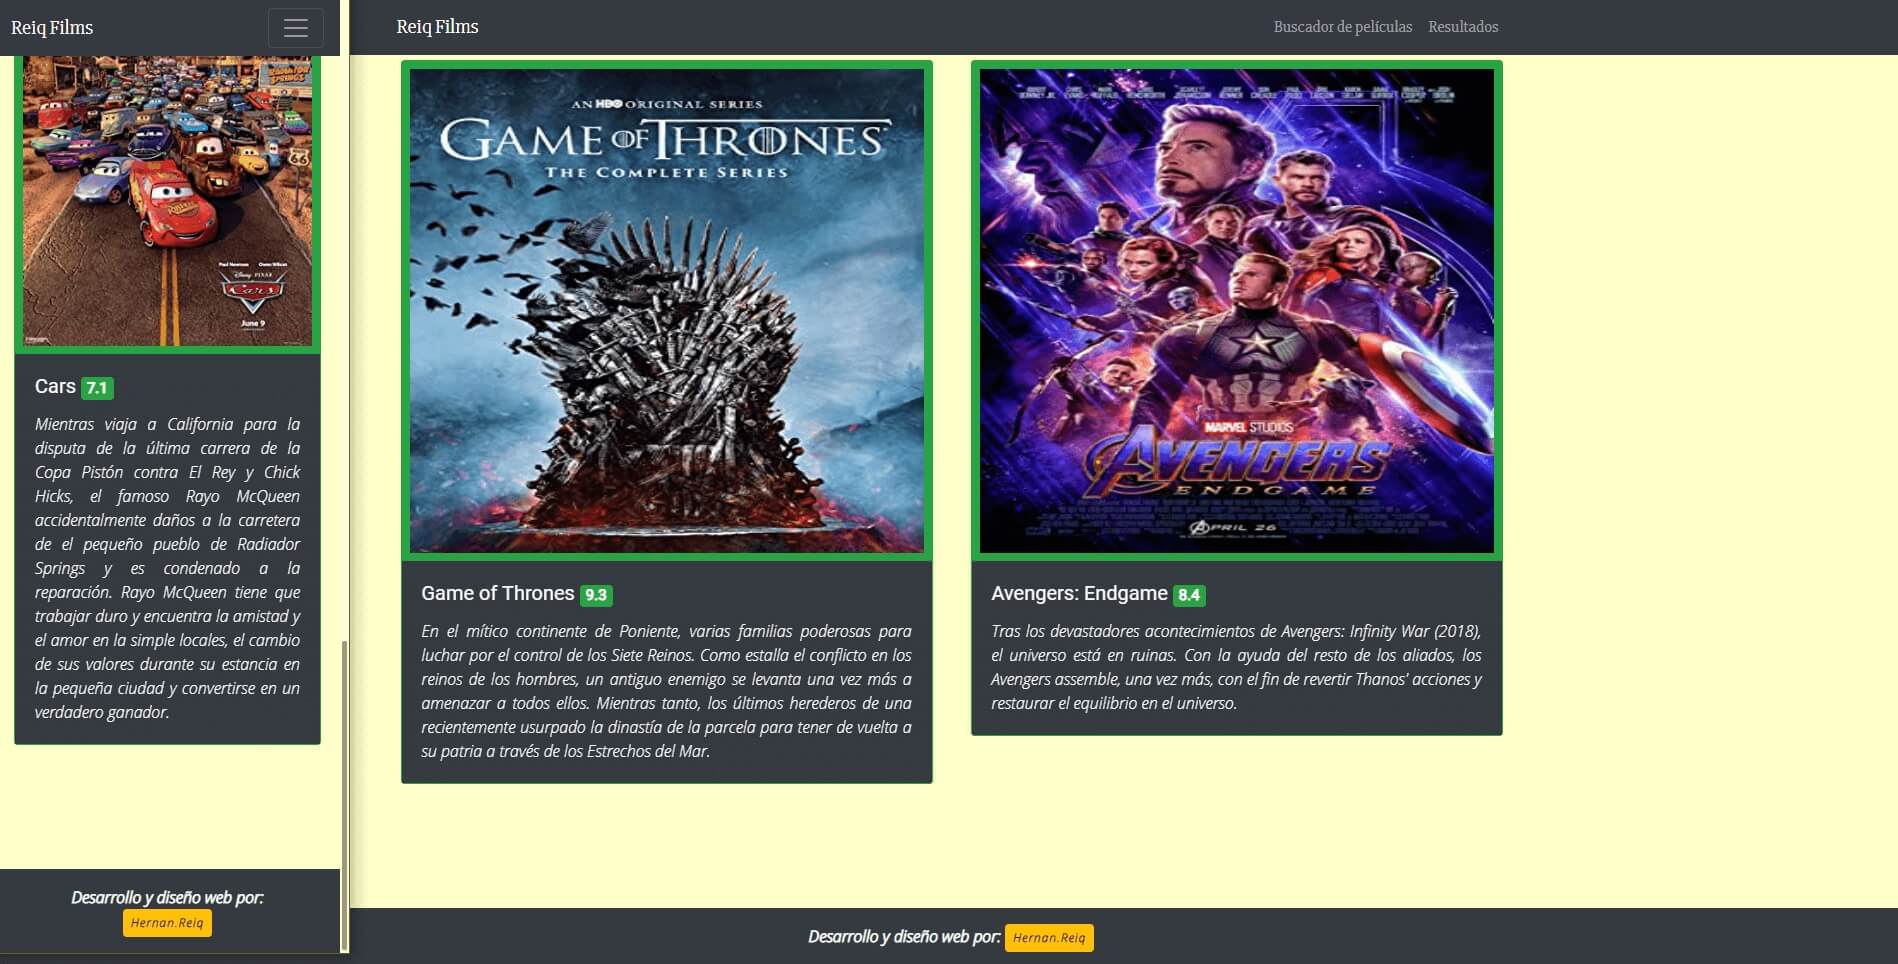 Reiq Films
66
Paul Newman Owen Wilson
Disney PIXAR
Cars
June 9
Cars 7.1
Mientras viaja a California para la
disputa de la última carrera de la
Copa Pistón contra El Rey y Chick
Hicks, el famoso Rayo McQueen
accidentalmente daños a la carretera
de el pequeño pueblo de Radiador
Springs y es condenado a la
reparación. Rayo McQueen tiene que
trabajar duro y encuentra la amistad y
el amor en la simple locales, el cambio
de sus valores durante su estancia en
la pequeña ciudad y convertirse en un
verdadero ganador.
Desarrollo y diseño web por:
Hernan.Reiq
Reiq Films
Buscador de películas Resultados
AN HBO ORIGINAL SERIES
GAME OF THRONES
THE COMPLETE SERIES
Game of Thrones 9.3
En el mítico continente de Poniente, varias familias poderosas para
luchar por el control de los Siete Reinos. Como estalla el conflicto en los
reinos de los hombres, un antiguo enemigo se levanta una vez más a
amenazar a todos ellos. Mientras tanto, los últimos herederos de una
recientemente usurpado la dinastía de la parcela para tener de vuelta a
su patria a través de los Estrechos del Mar.
MARVEL STUDIOS
AVENGERS
ENDGAME
APRIL 26
Avengers: Endgame 8.4
Tras los devastadores acontecimientos de Avengers: Infinity War (2018),
el universo está en ruinas. Con la ayuda del resto de los aliados, los
Avengers assemble, una vez más, con el fin de revertir Thanos' acciones y
restaurar el equilibrio en el universo.
Desarrollo y diseño web por: Hernan.Reiq